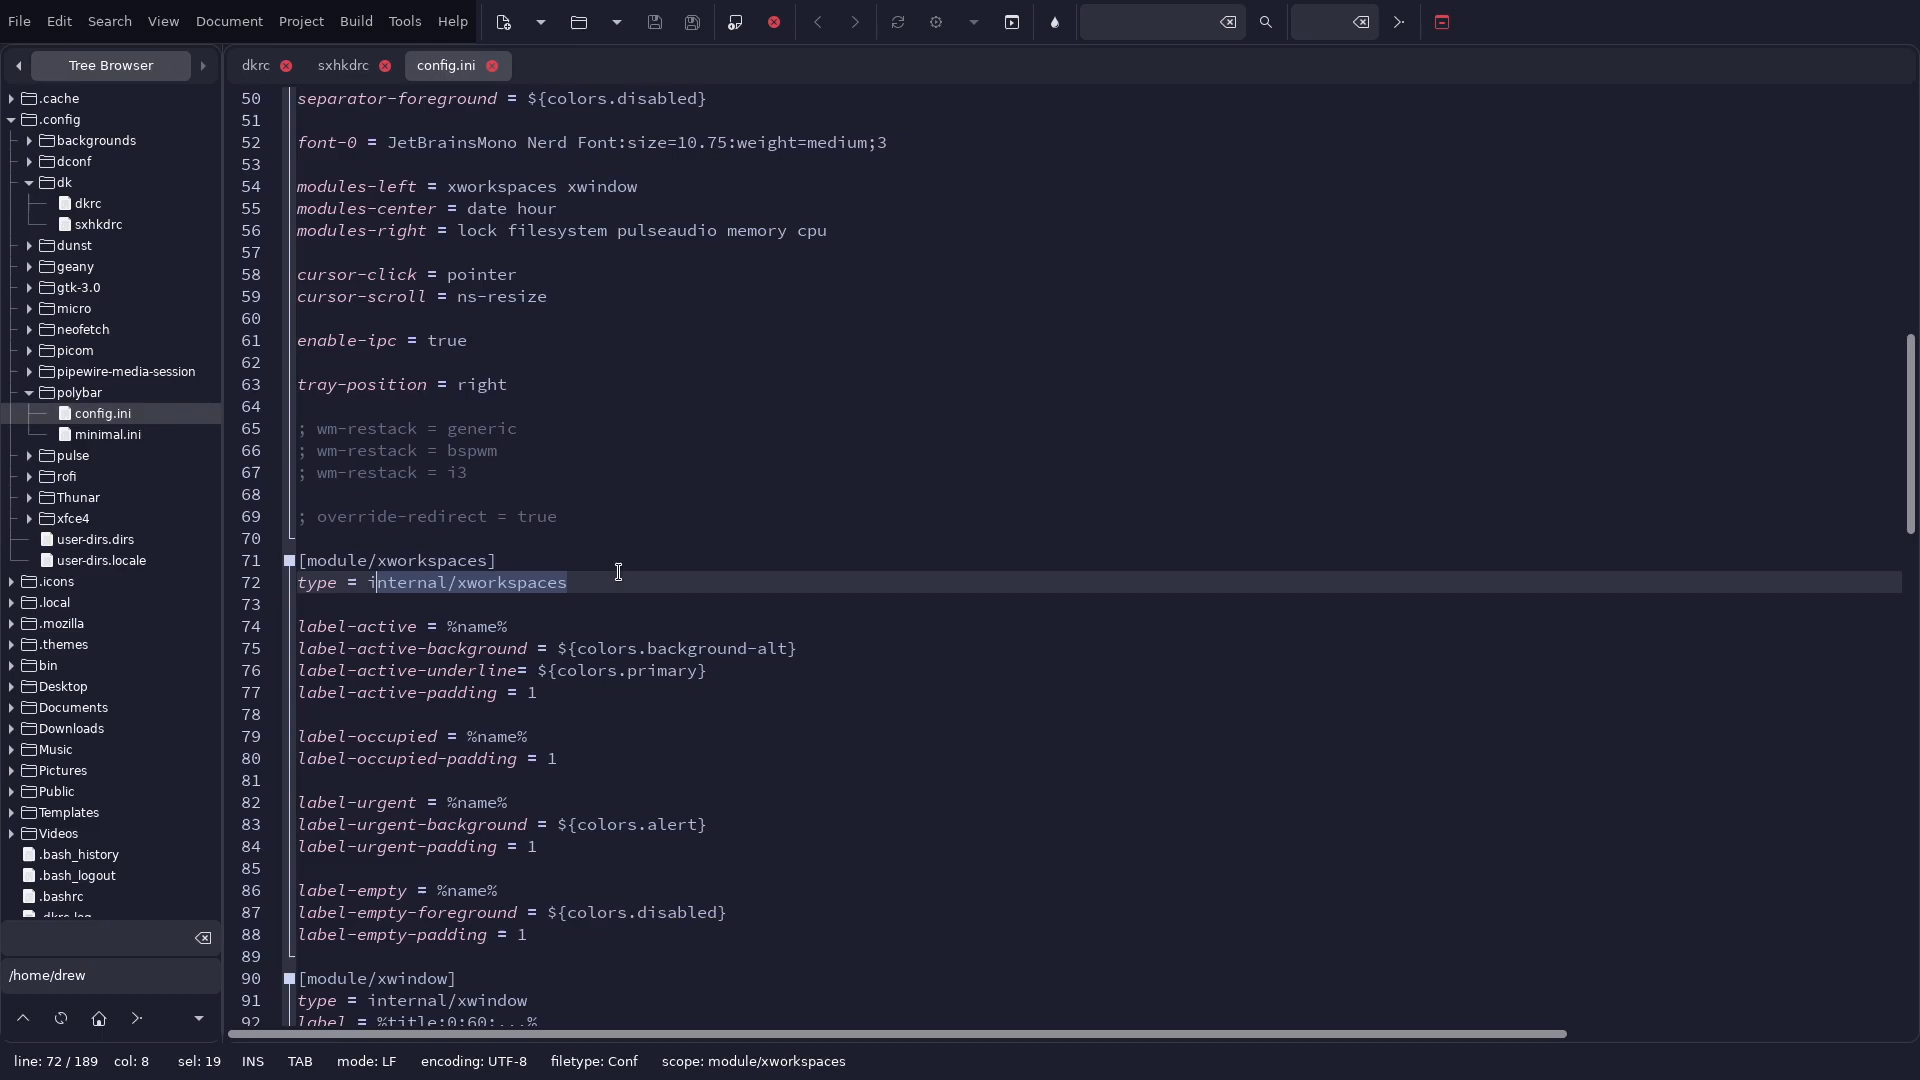 File Edit Search View Document Project Build Tools Help
Tree Browser
dkrc sxhkdrc config.ini
.cache
.config
backgrounds
dconf
dk
dkrc
sxhkdrc
dunst
geany
gtk-3.0
micro
neofetch
picom
pipewire-media-session
polybar
config.ini
minimal.ini
pulse
rofi
Thunar
xfce4
user-dirs.dirs
user-dirs.locale
.icons
.local
.mozilla
.themes
bin
Desktop
Documents
Downloads
Music
Pictures
Public
Templates
Videos
.bash_history
.bash_logout
.bashrc
.dkrc.log
/home/drew
50 separator-foreground = ${colors.disabled}
51
52 font-0 = JetBrainsMono Nerd Font:size=10.75:weight=medium;3
53
54 modules-left = xworkspaces xwindow
55 modules-center = date hour
56 modules-right = lock filesystem pulseaudio memory cpu
57
58 cursor-click = pointer
59 cursor-scroll = ns-resize
60
61 enable-ipc = true
62
63 tray-position = right
64
65 ; wm-restack = generic
66 ; wm-restack = bspwm
67 ; wm-restack = i3
68
69 ; override-redirect = true
70
71 [module/xworkspaces]
72 type = internal/xworkspaces
73
74 label-active = %name%
75 label-active-background = ${colors.background-alt}
76 label-active-underline= ${colors.primary}
77 label-active-padding = 1
78
79 label-occupied = %name%
80 label-occupied-padding = 1
81
82 label-urgent = %name%
83 label-urgent-background = ${colors.alert}
84 label-urgent-padding = 1
85
86 label-empty = %name%
87 label-empty-foreground = ${colors.disabled}
88 label-empty-padding = 1
89
90 [module/xwindow]
91 type = internal/xwindow
92 label = %title:0:60:...%
line: 72 / 189 col: 8 sel: 19 INS TAB mode: LF encoding: UTF-8 filetype: Conf scope: module/xworkspaces